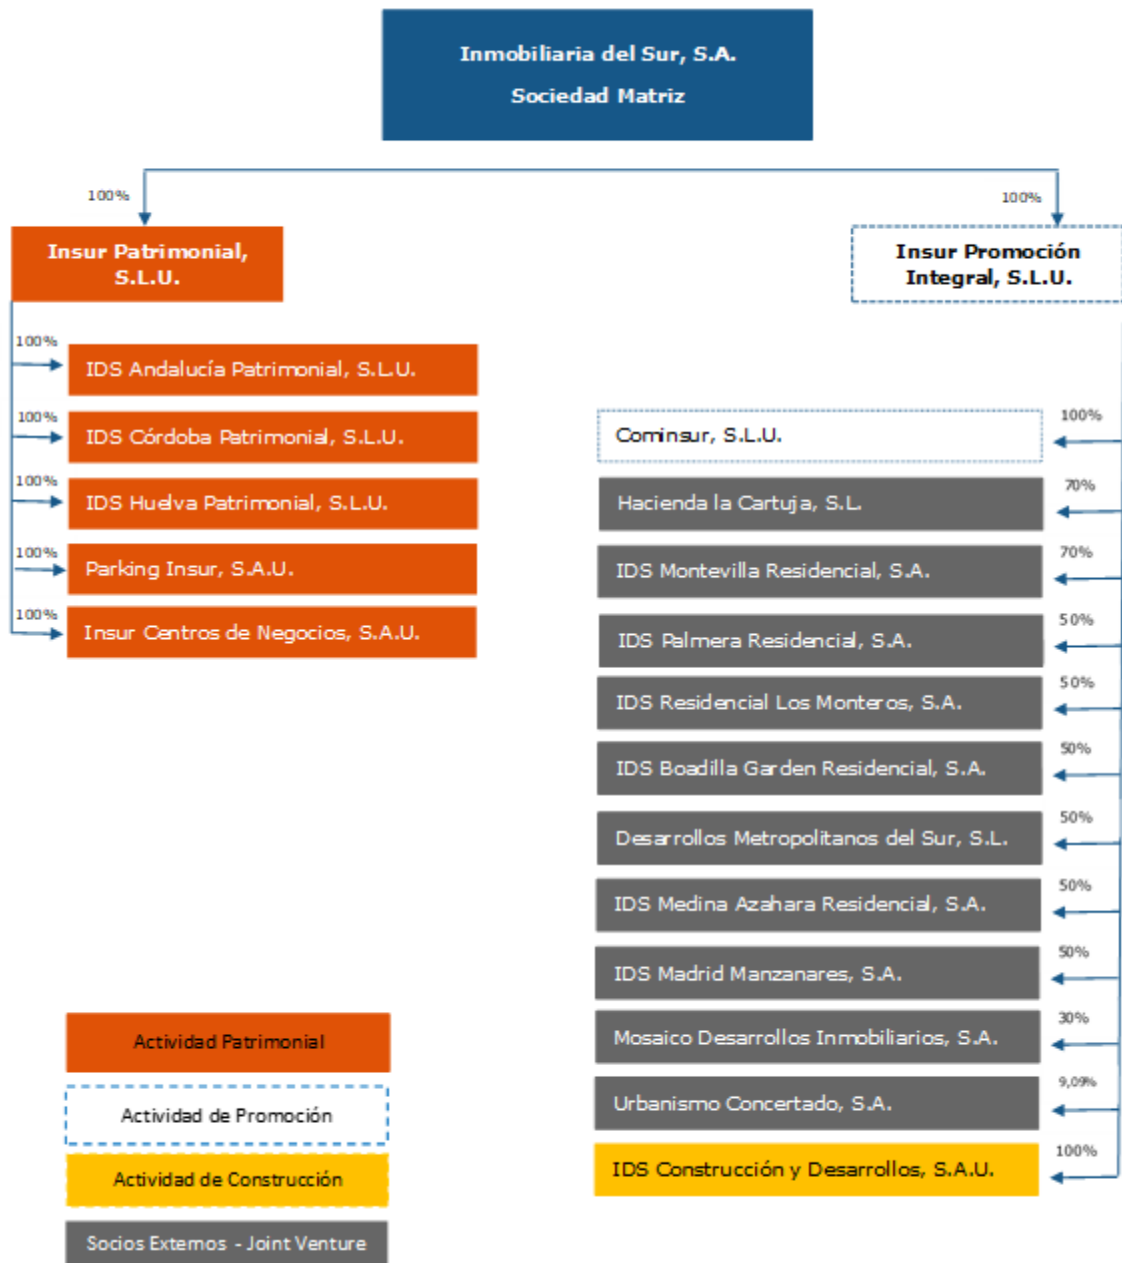 Inmobiliaria del Sur, S.A.
Sociedad Matriz
100%
100%
Insur Patrimonial,
S.L.U.
Insur Promoción
Integral, S.L.U.
100%
IDS Andalucía Patrimonial, S.L.U.
100%
IDS Córdoba Patrimonial, S.L.U.
100%
IDS Huelva Patrimonial, S.L.U.
100%
Parking Insur, S.A.U.
100%
Insur Centros de Negocios, S.A.U.
Cominsur, S.L.U.
100%
Hacienda la Cartuja, S.L.
70%
IDS Montevilla Residencial, S.A.
70%
IDS Palmera Residencial, S.A.
50%
IDS Residencial Los Monteros, S.A.
50%
IDS Boadilla Garden Residencial, S.A.
50%
Desarrollos Metropolitanos del Sur, S.L.
50%
IDS Medina Azahara Residencial, S.A.
50%
IDS Madrid Manzanares, S.A.
50%
Mosaico Desarrollos Inmobiliarios, S.A.
30%
Urbanismo Concertado, S.A.
9,09%
IDS Construcción y Desarrollos, S.A.U.
100%
Actividad Patrimonial
Actividad de Promoción
Actividad de Construcción
Socios Externos - Joint Venture